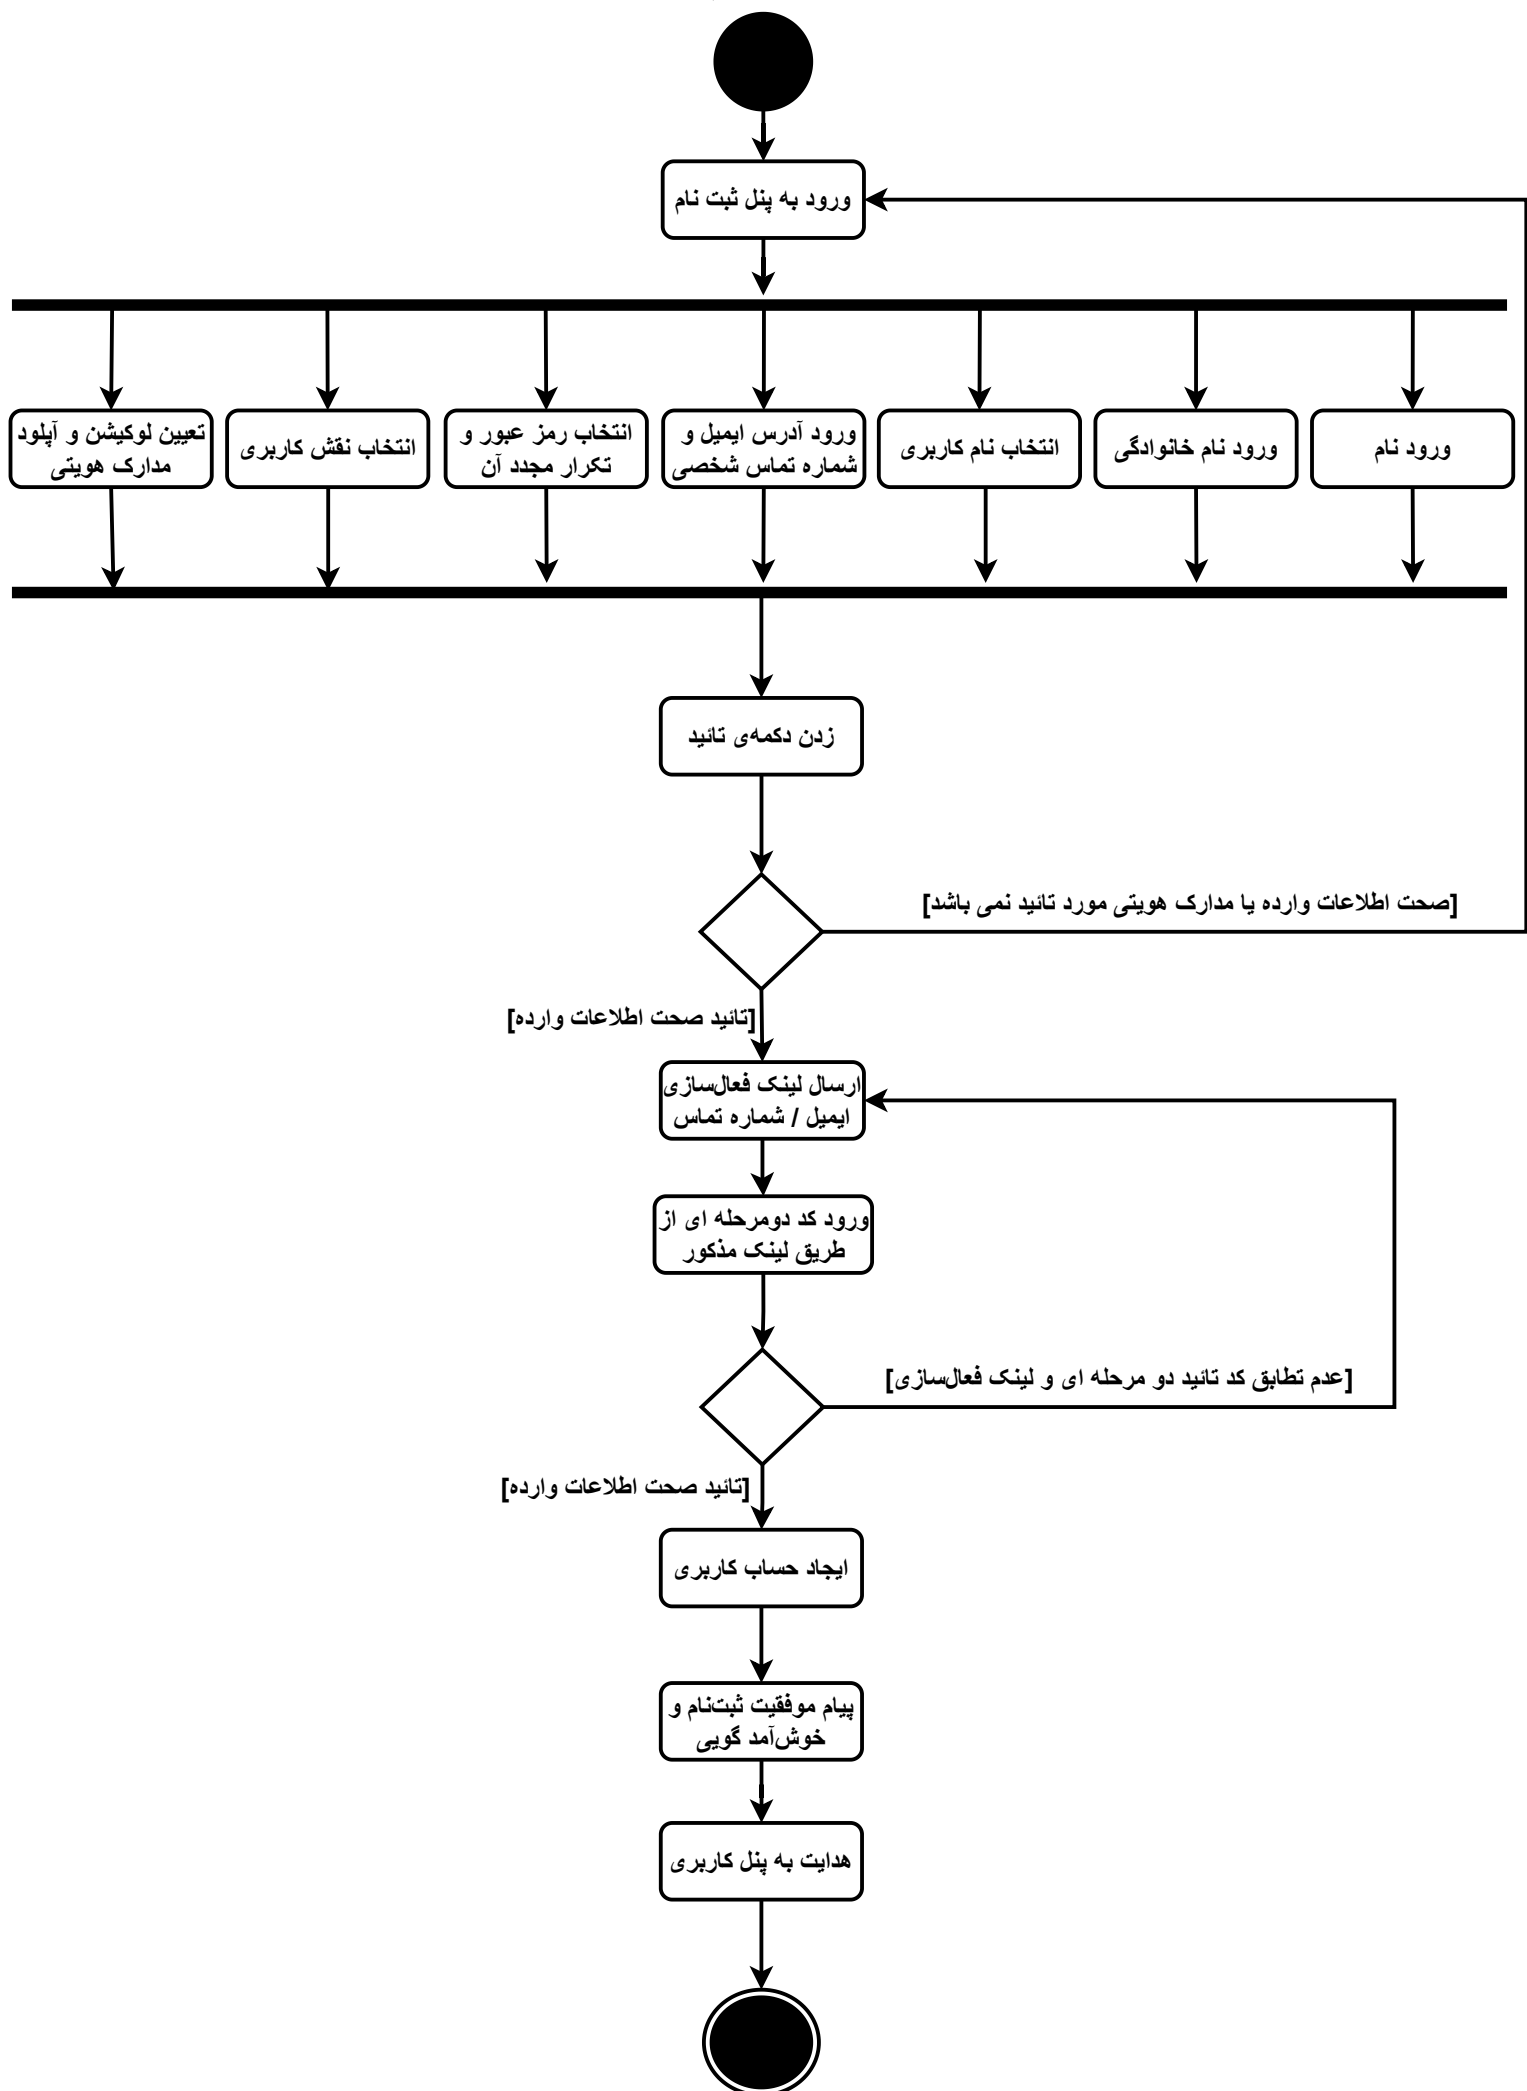 ورود به پنل ثبت نام
ورود نام
ورود نام خانوادگی
انتخاب نام کاربری
ورود آدرس ایمیل و
شماره تماس شخصی
انتخاب رمز عبور و
تکرار مجدد آن
انتخاب نقش کاربری
تعیین لوکیشن و آپلود
مدارک هویتی
زدن دکمه‌ی تائید
[صحت اطلاعات وارده یا مدارک هویتی مورد تائید نمی باشد]
[تائید صحت اطلاعات وارده]
ارسال لینک فعال‌سازی
ایمیل / شماره تماس
ورود کد دومرحله ای از
طریق لینک مذکور
[عدم تطابق کد تائید دو مرحله ای و لینک فعال‌سازی]
[تائید صحت اطلاعات وارده]
ایجاد حساب کاربری
پیام موفقیت ثبت‌نام و
خوش‌آمد گویی
هدایت به پنل کاربری